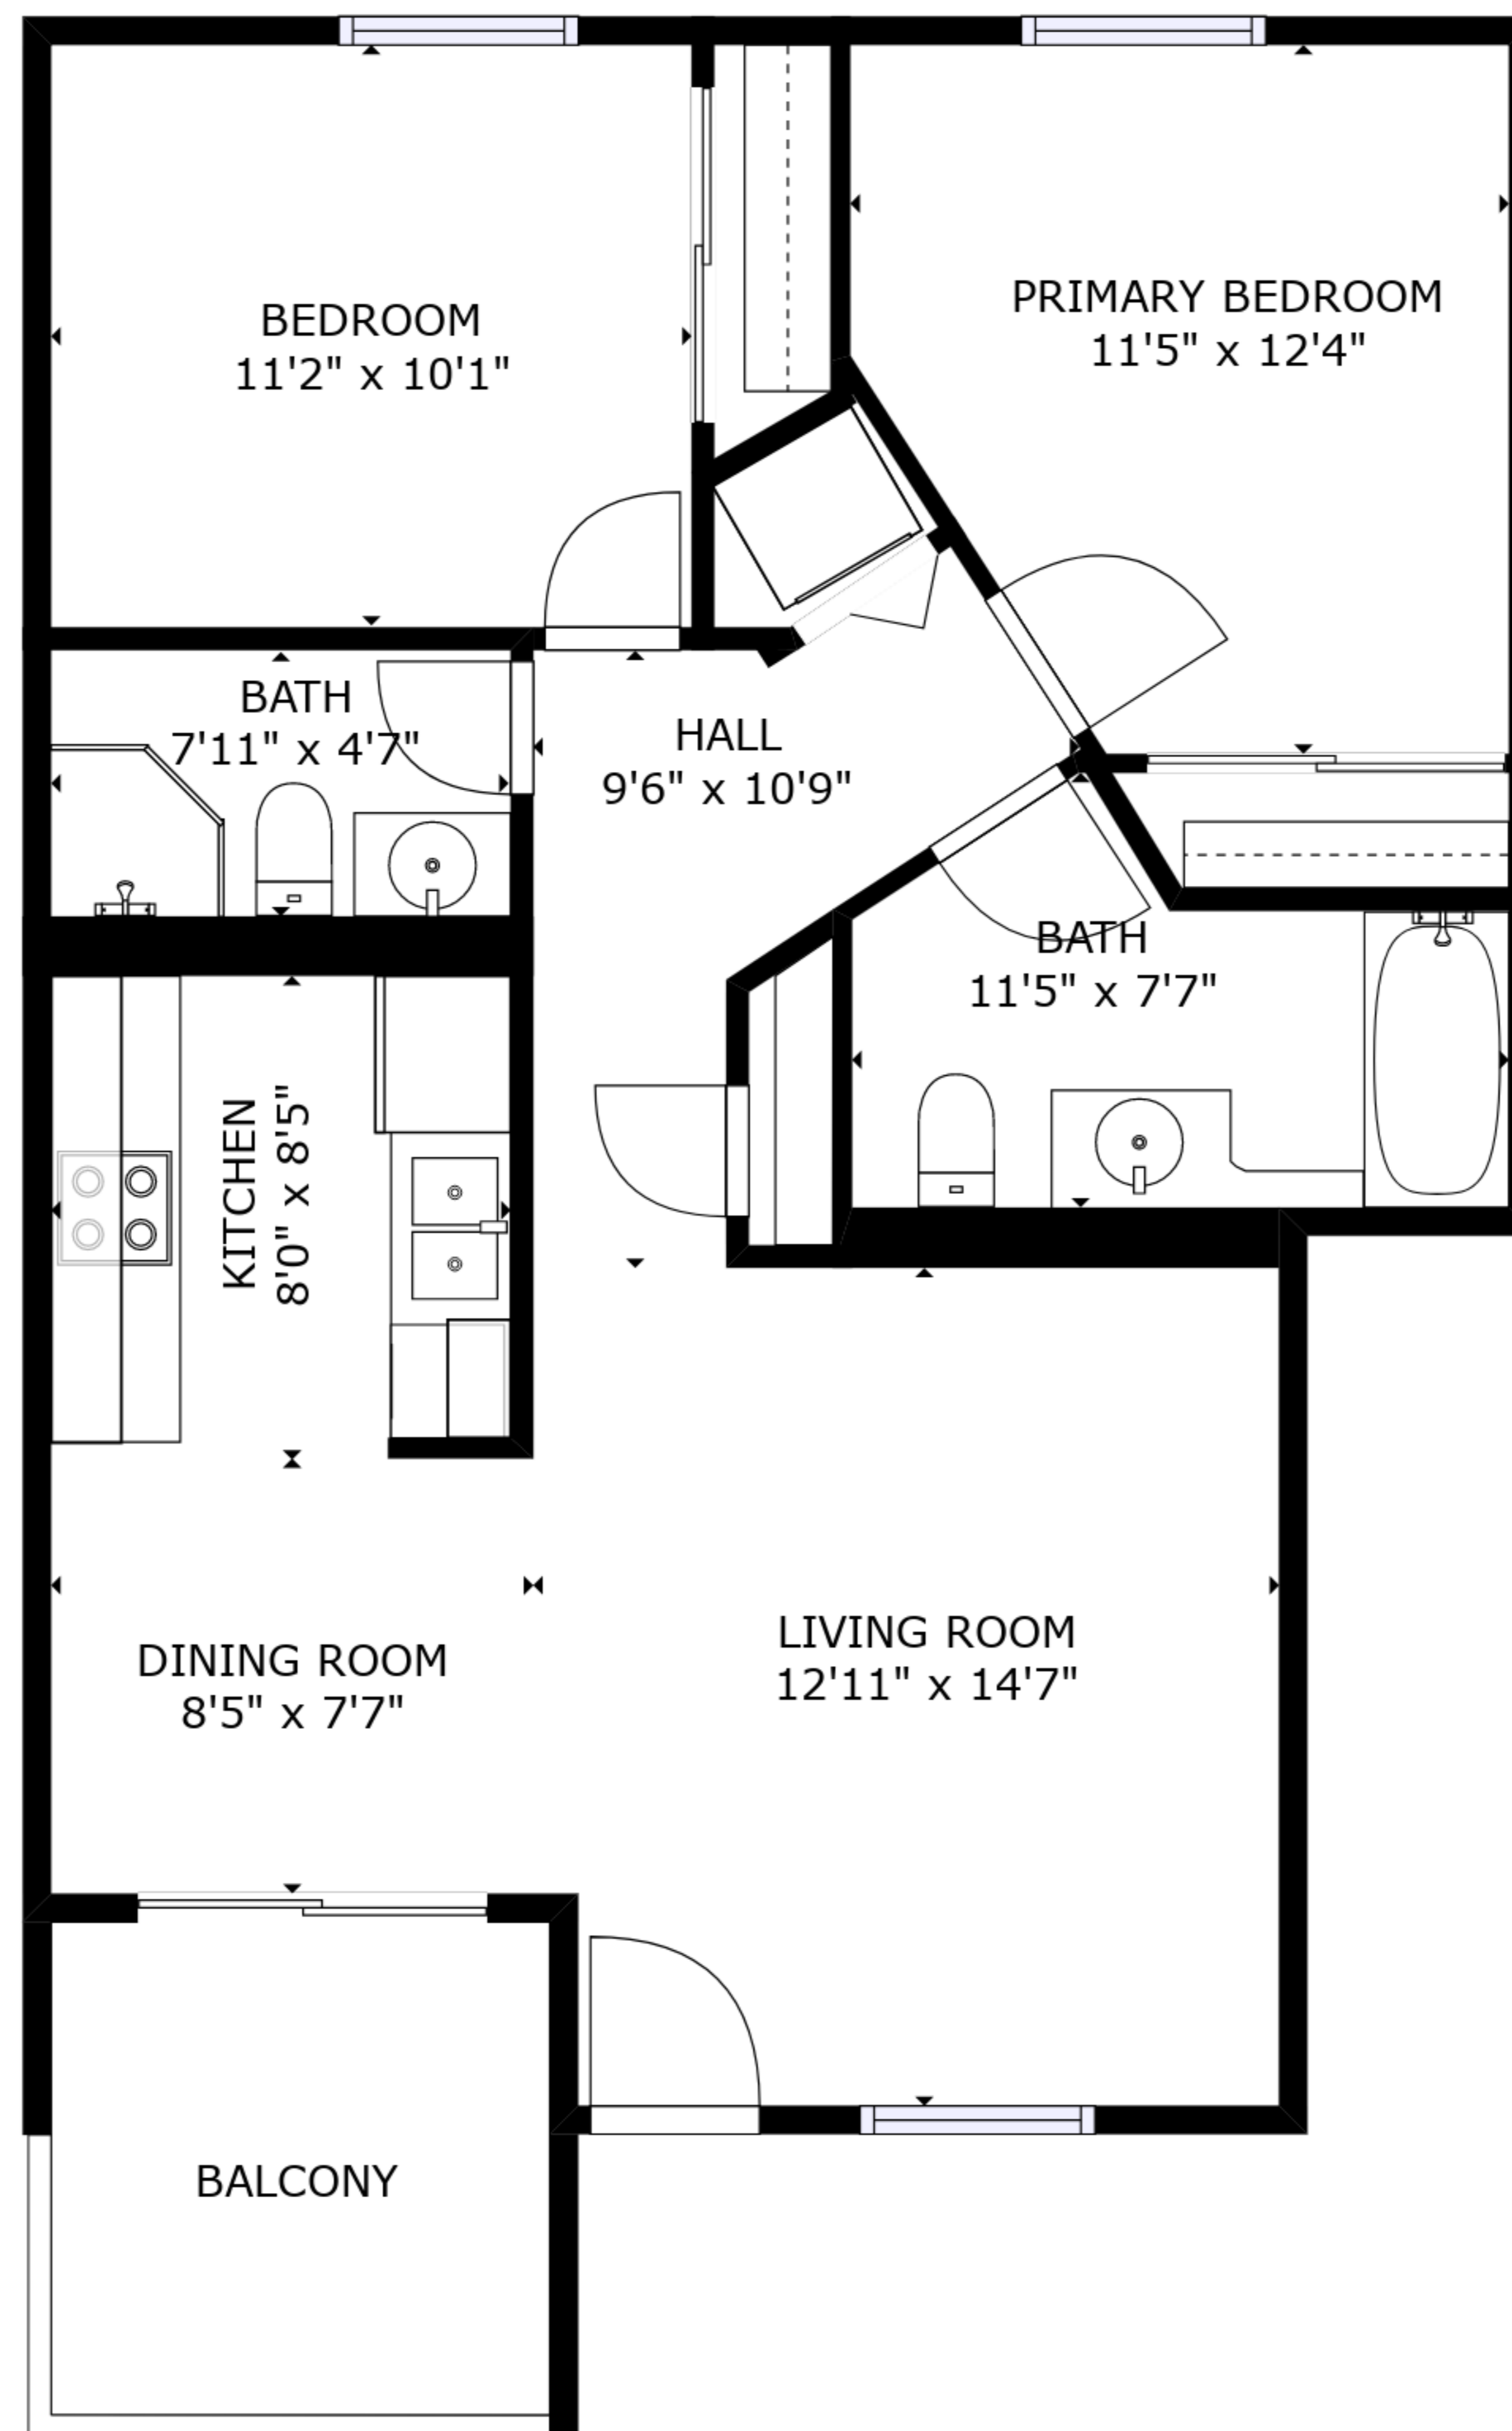 PRIMARY BEDROOM
11'5" x 12'4"
BEDROOM
11'2" x 10'1"
BATH
7'11" x 4'7"
HALL
9'6" x 10'9"
BATH
11'5" x 7'7"
KITCHEN
8'0" x 8'5"
LIVING ROOM
12'11" x 14'7"
DINING ROOM
8'5" x 7'7"
BALCONY